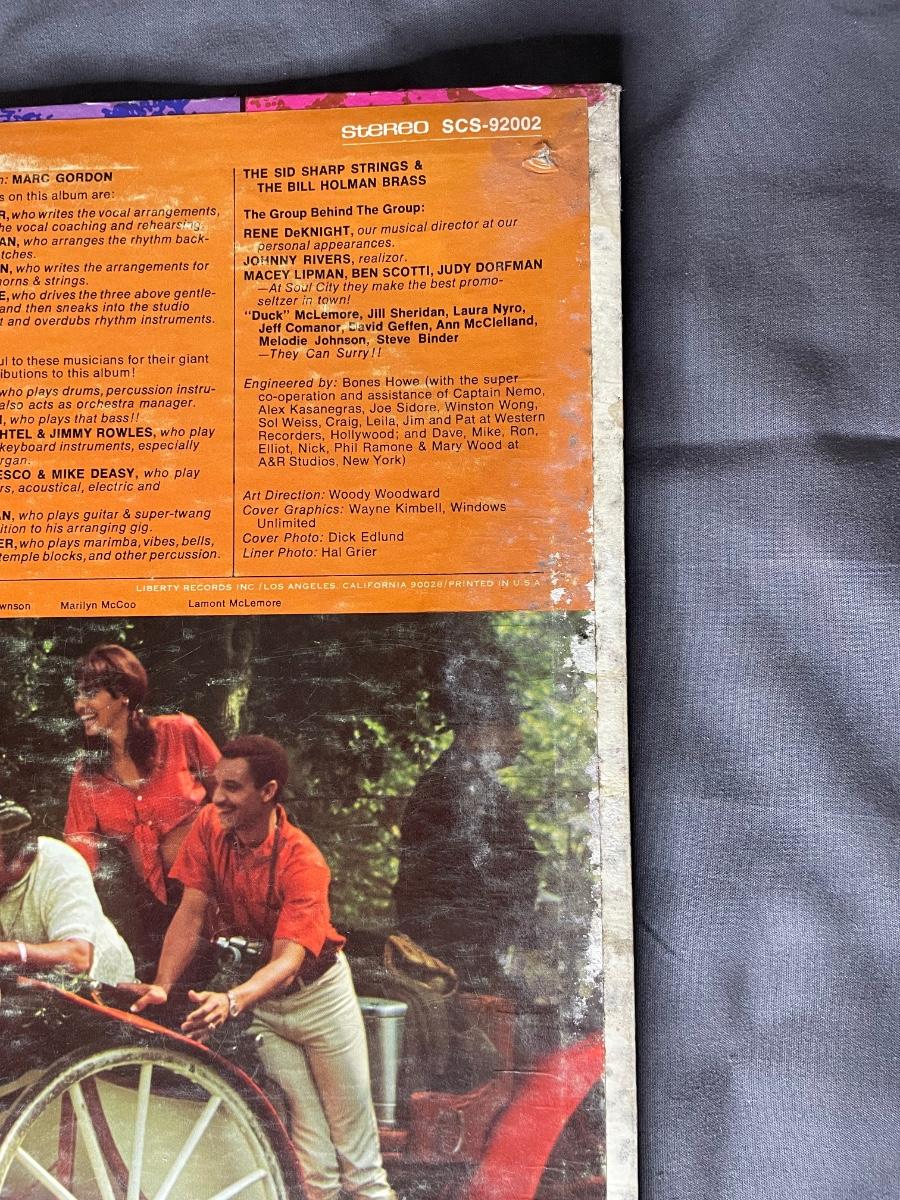 STEREO SCS-92002
n: MARC GORDON
s on this album are:
R, who writes the vocal arrangements,
he vocal coaching and rehearsing.
AN, who arranges the rhythm back-
tches.
N, who writes the arrangements for
horns & strings.
E, who drives the three above gentle-
and then sneaks into the studio
t and overdubs rhythm instruments.
ul to these musicians for their giant
ibutions to this album!
who plays drums, percussion instru-
also acts as orchestra manager.
, who plays that bass!!
HTEL & JIMMY ROWLES, who play
keyboard instruments, especially
rgan.
ESCO & MIKE DEASY, who play
rs, acoustical, electric and
AN, who plays guitar & super-twang
ition to his arranging gig.
ER, who plays marimba, vibes, bells,
temple blocks, and other percussion.
THE SID SHARP STRINGS &
THE BILL HOLMAN BRASS
The Group Behind The Group:
RENE DeKNIGHT, our musical director at our
personal appearances.
JOHNNY RIVERS, realizor.
MACEY LIPMAN, BEN SCOTTI, JUDY DORFMAN
—At Soul City they make the best promo-
seltzer in town!
"Duck" McLemore, Jill Sheridan, Laura Nyro,
Jeff Comanor, David Geffen, Ann McClelland,
Melodie Johnson, Steve Binder
—They Can Surry!!
Engineered by: Bones Howe (with the super
co-operation and assistance of Captain Nemo,
Alex Kasanegras, Joe Sidore, Winston Wong,
Sol Weiss, Craig, Leila, Jim and Pat at Western
Recorders, Hollywood; and Dave, Mike, Ron,
Elliot, Nick, Phil Ramone & Mary Wood at
A&R Studios, New York)
Art Direction: Woody Woodward
Cover Graphics: Wayne Kimbell, Windows
Unlimited
Cover Photo: Dick Edlund
Liner Photo: Hal Grier
LIBERTY RECORDS INC./LOS ANGELES, CALIFORNIA 90028/PRINTED IN U.S.A.
wnson Marilyn McCoo Lamont McLemore